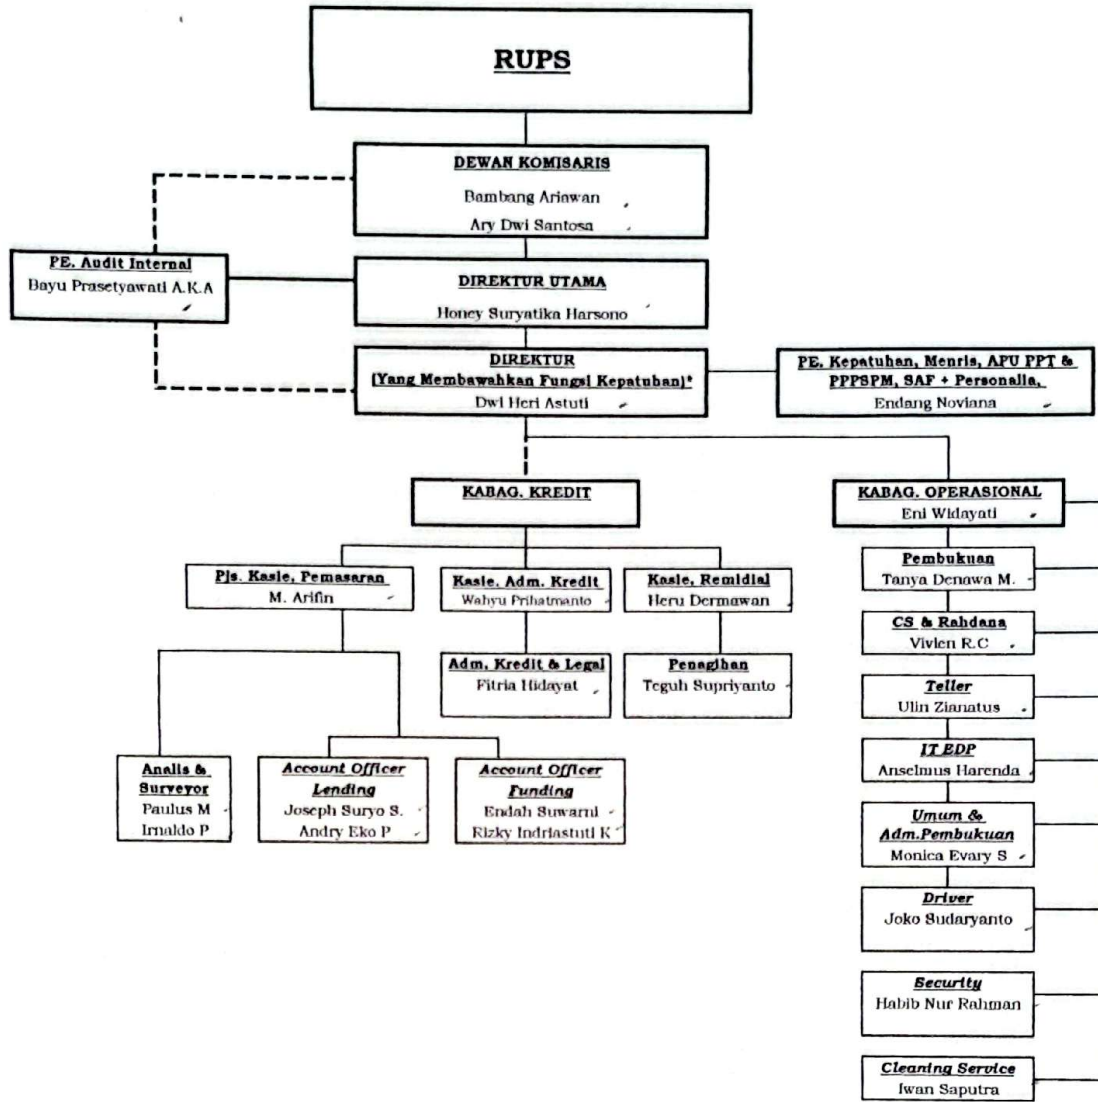 RUPS
DEWAN KOMISARIS
Bambang Ariawan
Ary Dwi Santosa
PE. Audit Internal
Bayu Prasetyawati A.K.A
DIREKTUR UTAMA
Honey Suryatika Harsono
DIREKTUR
(Yang Membawahkan Fungsi Kepatuhan)*
Dwi Heri Astuti
PE. Kepatuhan, Menris, APU PPT &
PPPSPM, SAF + Personalia,
Endang Noviana
KABAG. KREDIT
KABAG. OPERASIONAL
Eni Widayati
Pjs. Kasie, Pemasaran
M. Arifin
Kasie. Adm. Kredit
Wahyu Prihatmanto
Kasie, Remidial
Heru Dermawan
Adm. Kredit & Legal
Fitria Hidayat
Penagihan
Teguh Supriyanto
Analis &
Surveyor
Paulus M
Irnaldo P
Account Officer
Lending
Joseph Suryo S.
Andry Eko P
Account Officer
Funding
Endah Suwarni
Rizky Indriastuti K
Pembukuan
Tanya Denawa M.
CS & Rahdana
Vivien R.C
Teller
Ulin Zianatus
IT EDP
Anselmus Harenda
Umum &
Adm.Pembukuan
Monica Evary S
Driver
Joko Sudaryanto
Security
Habib Nur Rahman
Cleaning Service
Iwan Saputra